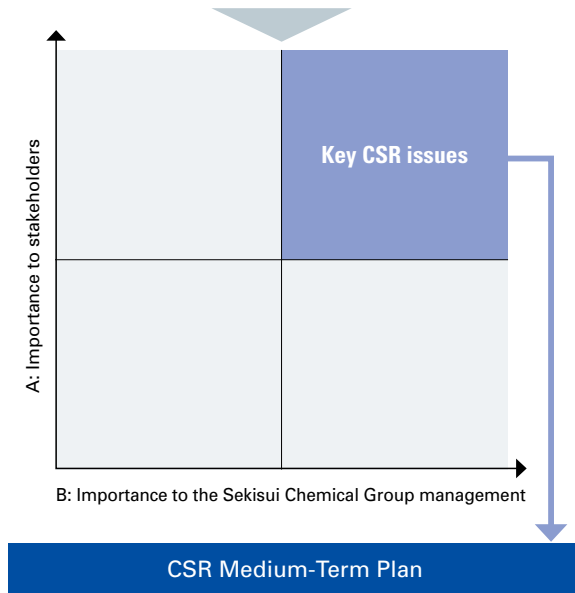 Key CSR issues
A: Importance to stakeholders
B: Importance to the Sekisui Chemical Group management
CSR Medium-Term Plan